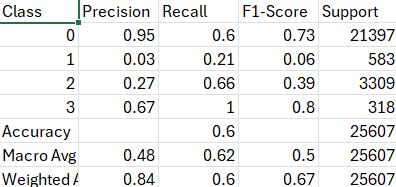 Class Precision Recall F1-Score Support
0 0.95 0.6 0.73 21397
1 0.03 0.21 0.06 583
2 0.27 0.66 0.39 3309
3 0.67 1 0.8 318
Accuracy 0.6 25607
Macro Avg 0.48 0.62 0.5 25607
Weighted A 0.84 0.6 0.67 25607